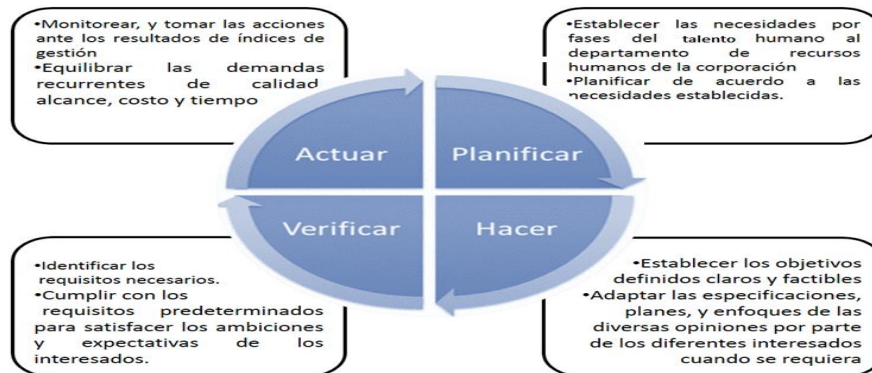 •Monitorear, y tomar las acciones
ante los resultados de índices de
gestión
•Equilibrar las demandas
recurrentes de calidad
alcance, costo y tiempo
•Establecer las necesidades por
fases del talento humano al
departamento de recursos
humanos de la corporación
•Planificar de acuerdo a las
necesidades establecidas.
Actuar
Planificar
Verificar
Hacer
•Identificar los
requisitos necesarios.
•Cumplir con los
requisitos predeterminados
para satisfacer los ambiciones
y expectativas de los
interesados.
•Establecer los objetivos
definidos claros y factibles
•Adaptar las especificaciones,
planes, y enfoques de las
diversas opiniones por parte
de los diferentes interesados
cuando se requiera